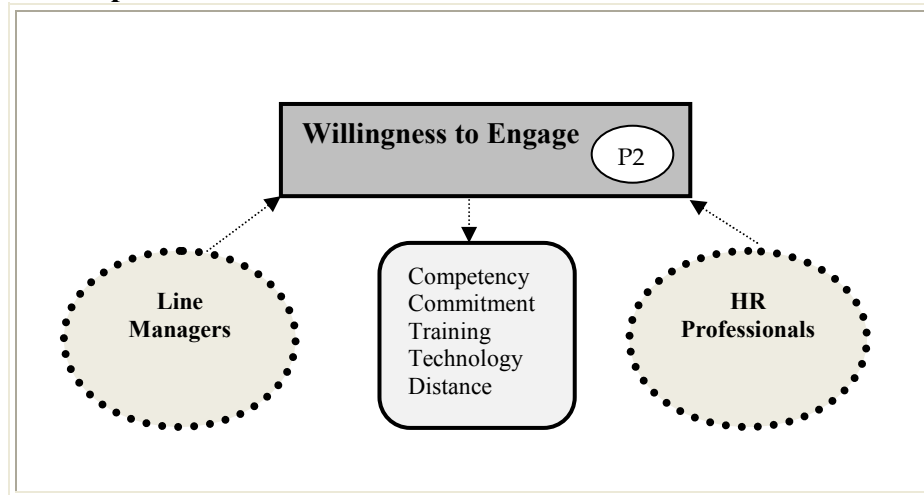 Willingness to Engage
P2
Line
Managers
Competency
Commitment
Training
Technology
Distance
HR
Professionals